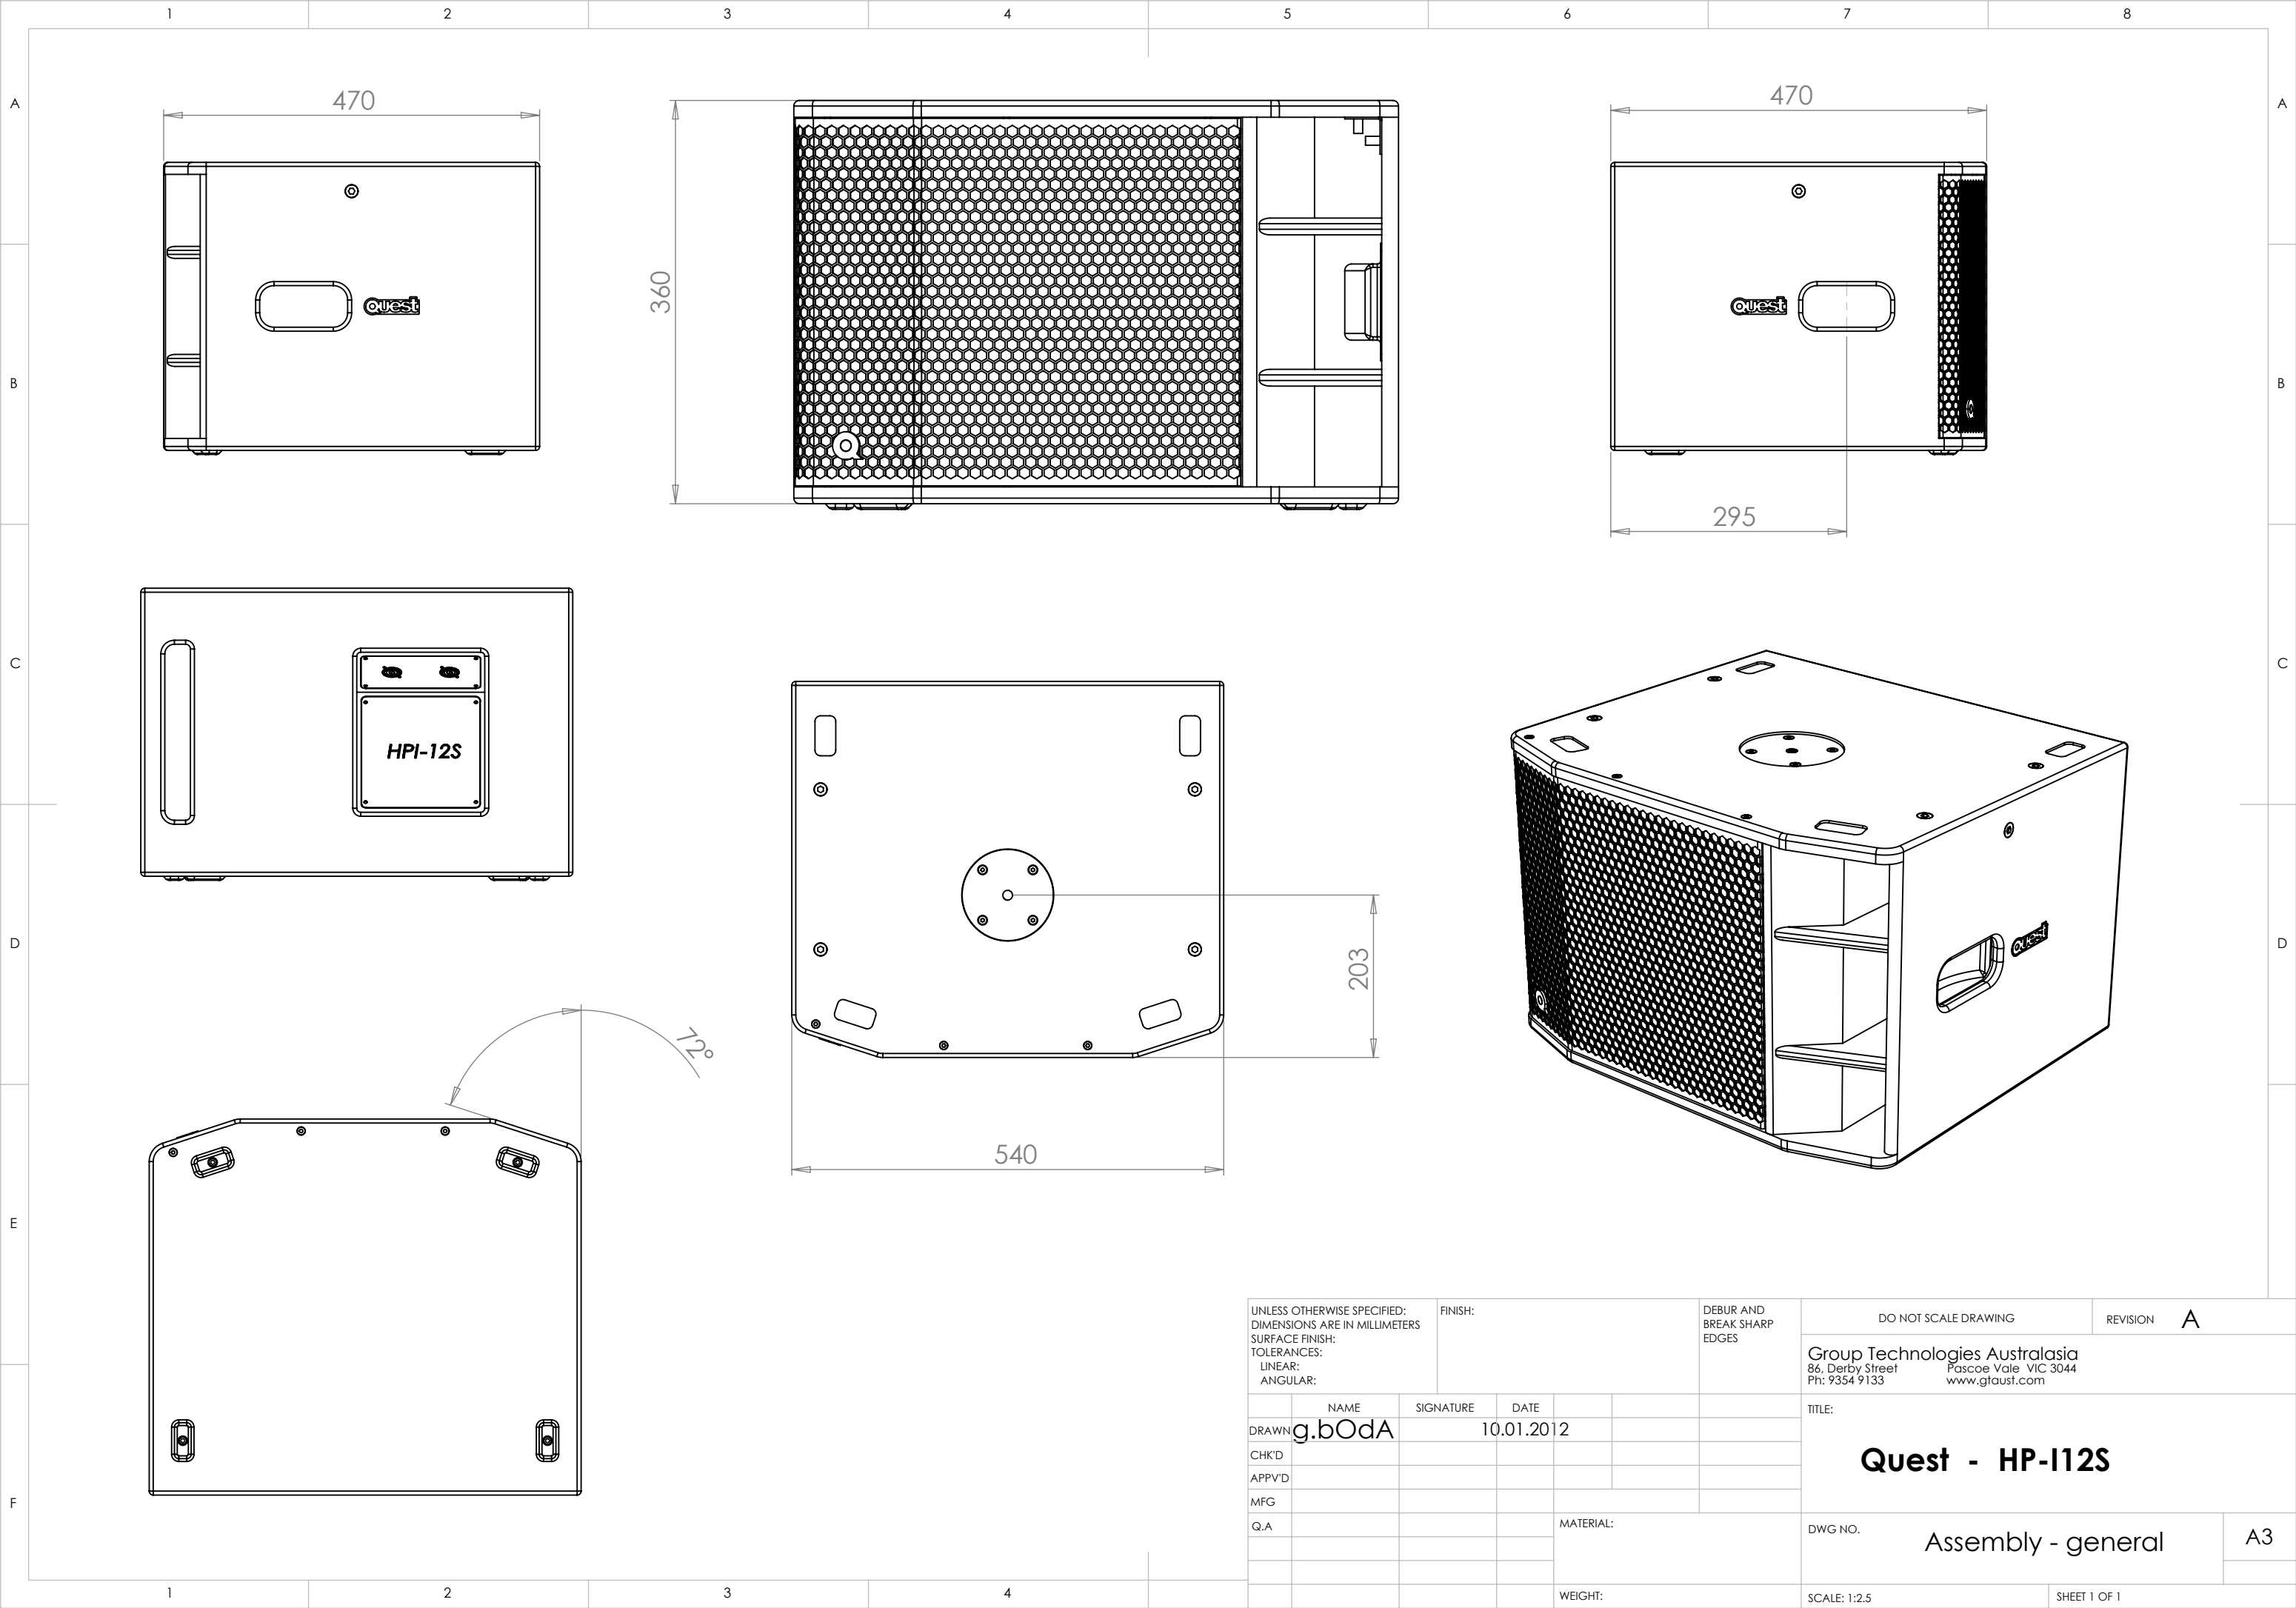 1 2 3 4 5 6 7 8
A A
470
470
360
Quest
Quest
B B
295
C C
HPI-12S
D D
Quest
203
72°
540
E
E
UNLESS OTHERWISE SPECIFIED:
DIMENSIONS ARE IN MILLIMETERS
SURFACE FINISH:
TOLERANCES:
LINEAR:
ANGULAR:
FINISH:
DEBUR AND
BREAK SHARP
EDGES
DO NOT SCALE DRAWING
REVISION A
Group Technologies Australasia
86, Derby Street Pascoe Vale VIC 3044
Ph: 9354 9133 www.gtaust.com
NAME SIGNATURE DATE
DRAWN g.bOdA 10.01.2012
CHK'D
APPV'D
MFG
Q.A
TITLE:
Quest - HP-I12S
F
MATERIAL:
DWG NO.
Assembly - general
A3
WEIGHT:
SCALE: 1:2.5
SHEET 1 OF 1
1 2 3 4